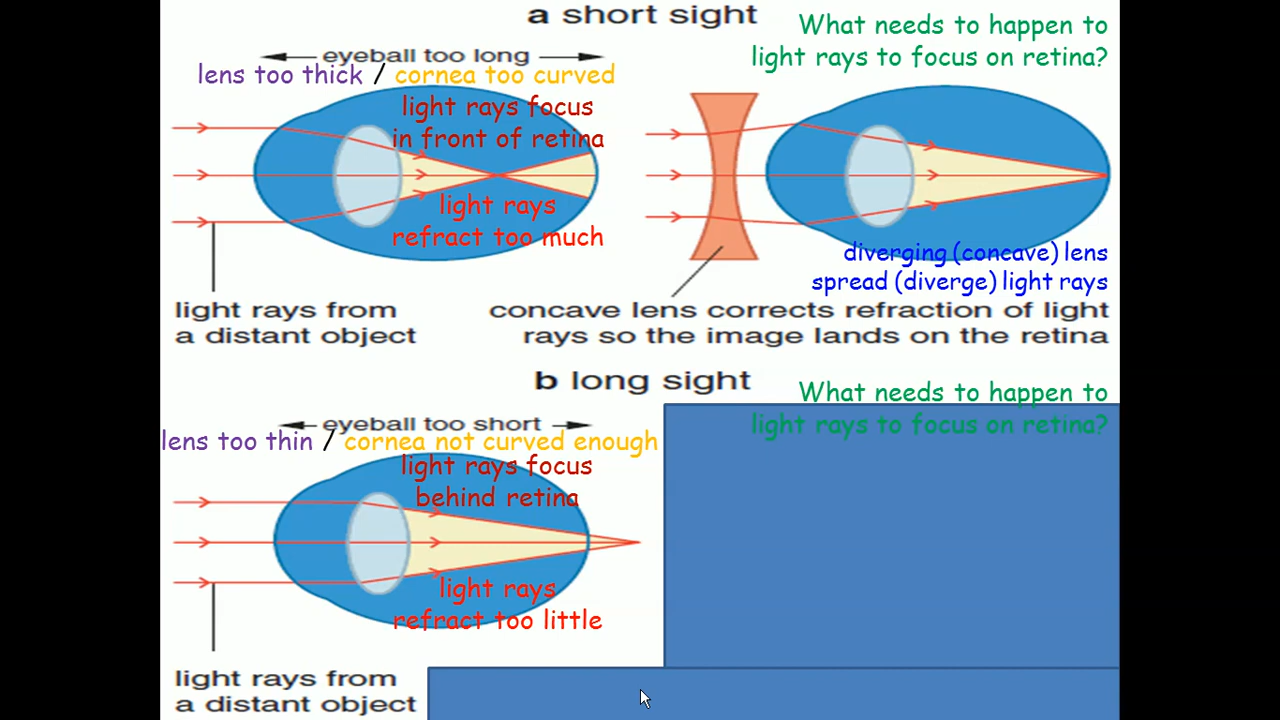 a short sight
What needs to happen to
light rays to focus on retina?
eyeball too long
lens too thick / cornea too curved
light rays focus
in front of retina
light rays
refract too much
diverging (concave) lens
spread (diverge) light rays
light rays from
a distant object
concave lens corrects refraction of light
rays so the image lands on the retina
b long sight
What needs to happen to
light rays to focus on retina?
eyeball too short
lens too thin / cornea not curved enough
light rays focus
behind retina
light rays
refract too little
light rays from
a distant object